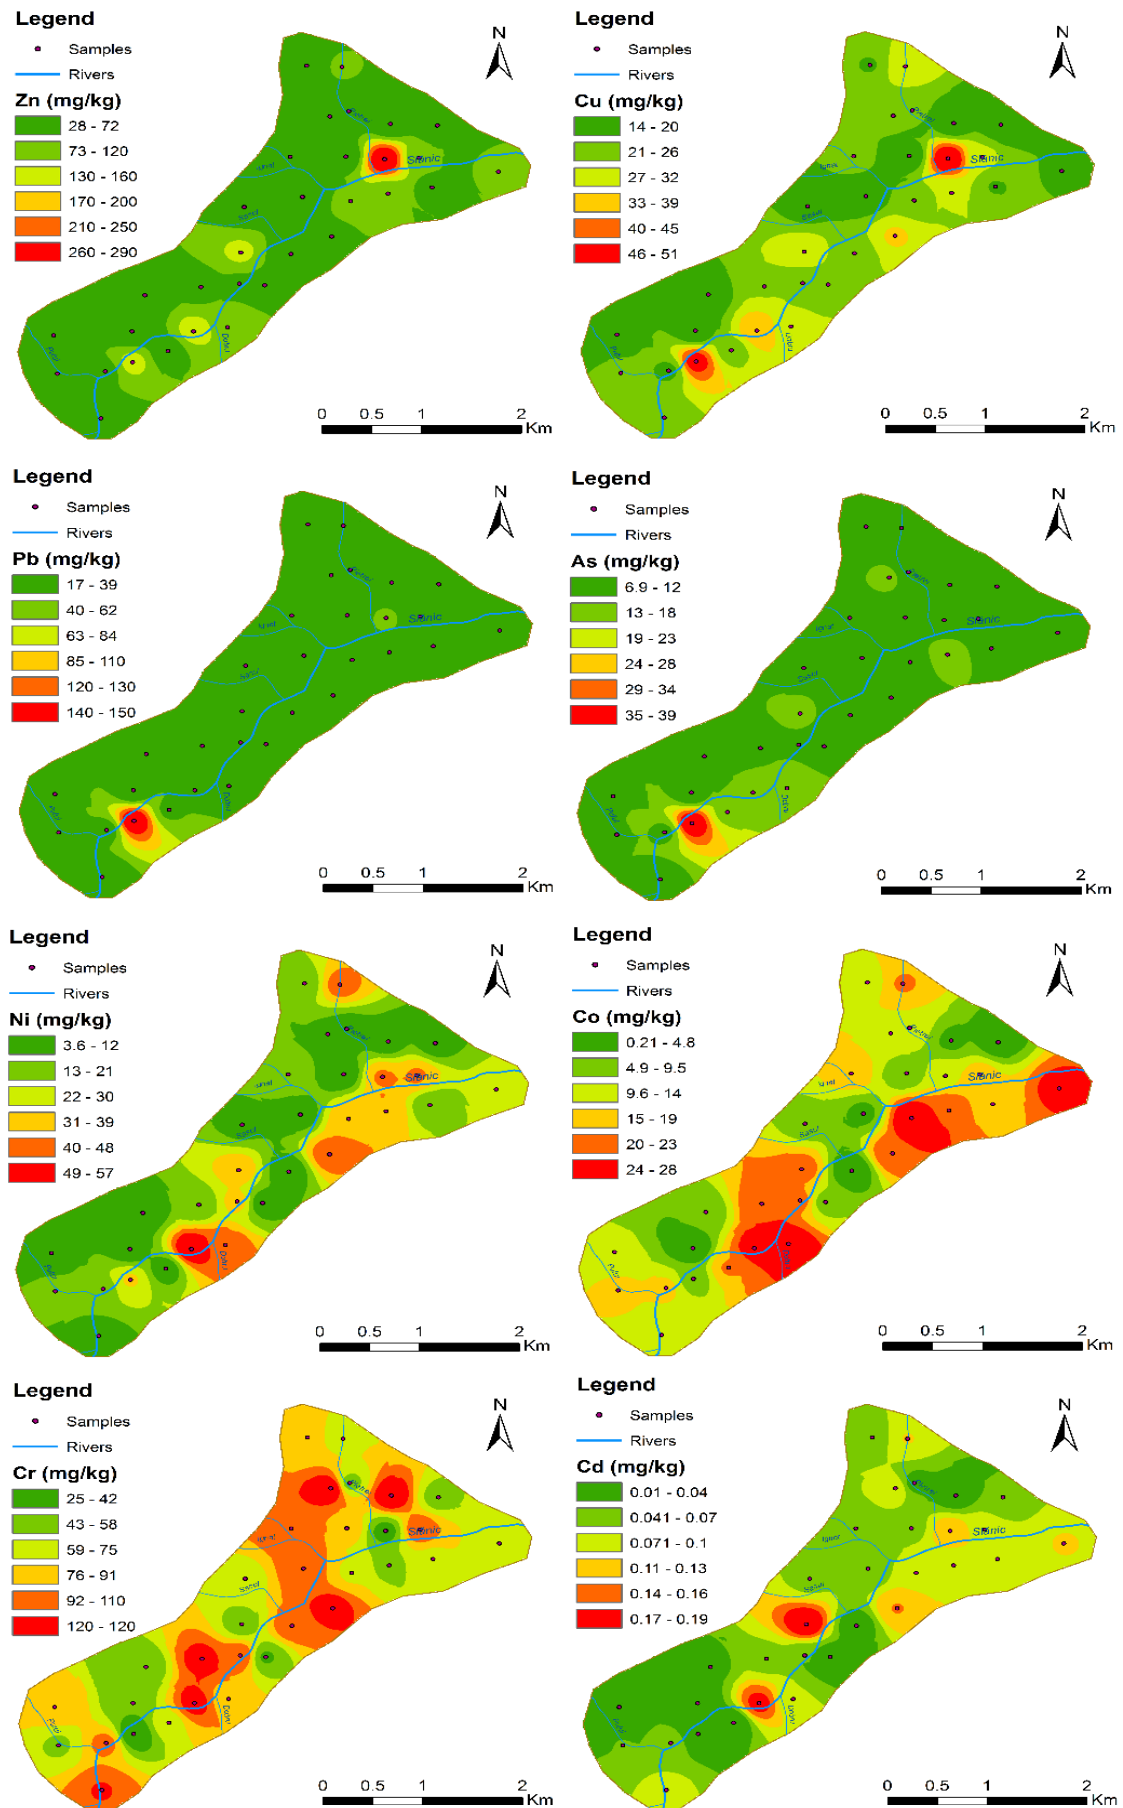 Legend
Samples
Rivers
Zn (mg/kg)
28 - 72
73 - 120
130 - 160
170 - 200
210 - 250
260 - 290
N
Slănic
0 0.5 1 2
Km
Legend
Samples
Rivers
Cu (mg/kg)
14 - 20
21 - 26
27 - 32
33 - 39
40 - 45
46 - 51
N
Slănic
0 0.5 1 2
Km
Legend
Samples
Rivers
Pb (mg/kg)
17 - 39
40 - 62
63 - 84
85 - 110
120 - 130
140 - 150
N
Slănic
0 0.5 1 2
Km
Legend
Samples
Rivers
As (mg/kg)
6.9 - 12
13 - 18
19 - 23
24 - 28
29 - 34
35 - 39
N
Slănic
0 0.5 1 2
Km
Legend
Samples
Rivers
Ni (mg/kg)
3.6 - 12
13 - 21
22 - 30
31 - 39
40 - 48
49 - 57
N
Slănic
0 0.5 1 2
Km
Legend
Samples
Rivers
Co (mg/kg)
0.21 - 4.8
4.9 - 9.5
9.6 - 14
15 - 19
20 - 23
24 - 28
N
Slănic
0 0.5 1 2
Km
Legend
Samples
Rivers
Cr (mg/kg)
25 - 42
43 - 58
59 - 75
76 - 91
92 - 110
120 - 120
N
Slănic
0 0.5 1 2
Km
Legend
Samples
Rivers
Cd (mg/kg)
0.01 - 0.04
0.041 - 0.07
0.071 - 0.1
0.11 - 0.13
0.14 - 0.16
0.17 - 0.19
N
Slănic
0 0.5 1 2
Km